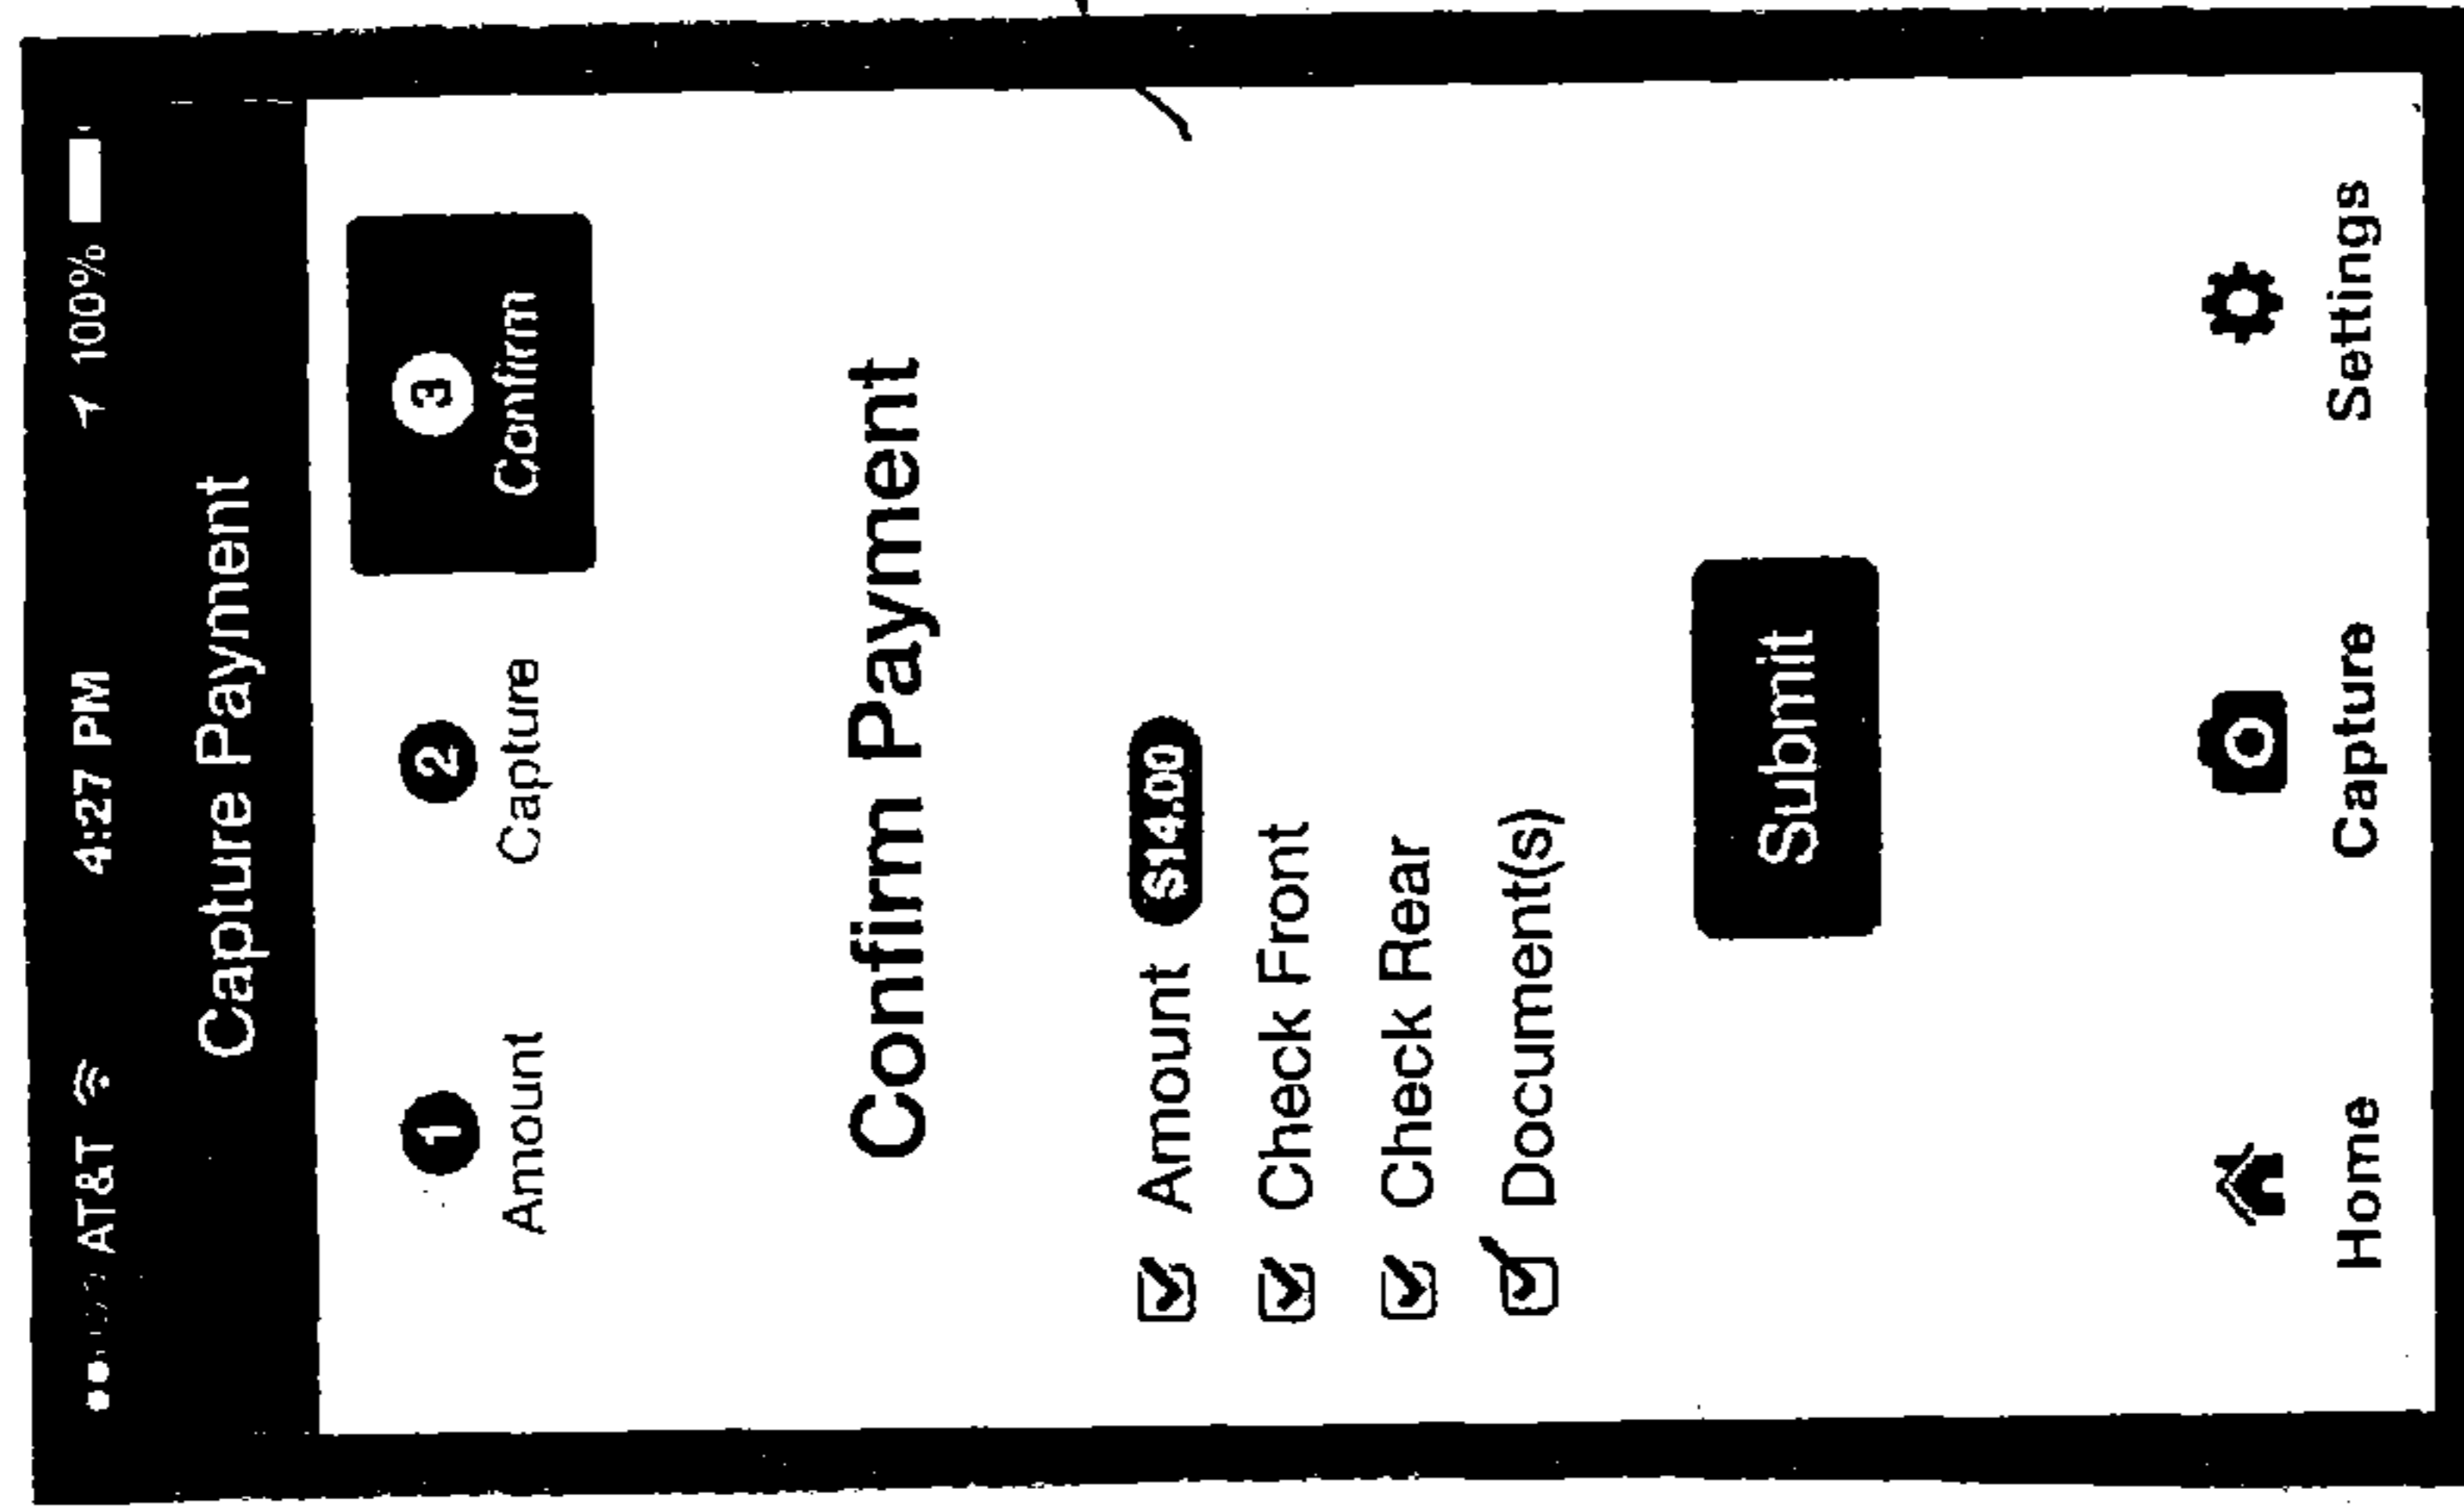 AT&T 4:27 PM 100%
Capture Payment
1 2 3
Amount Capture Confirm
Confirm Payment
Amount $14.00
Check Front
Check Rear
Document(s)
Submit
Home Capture Settings